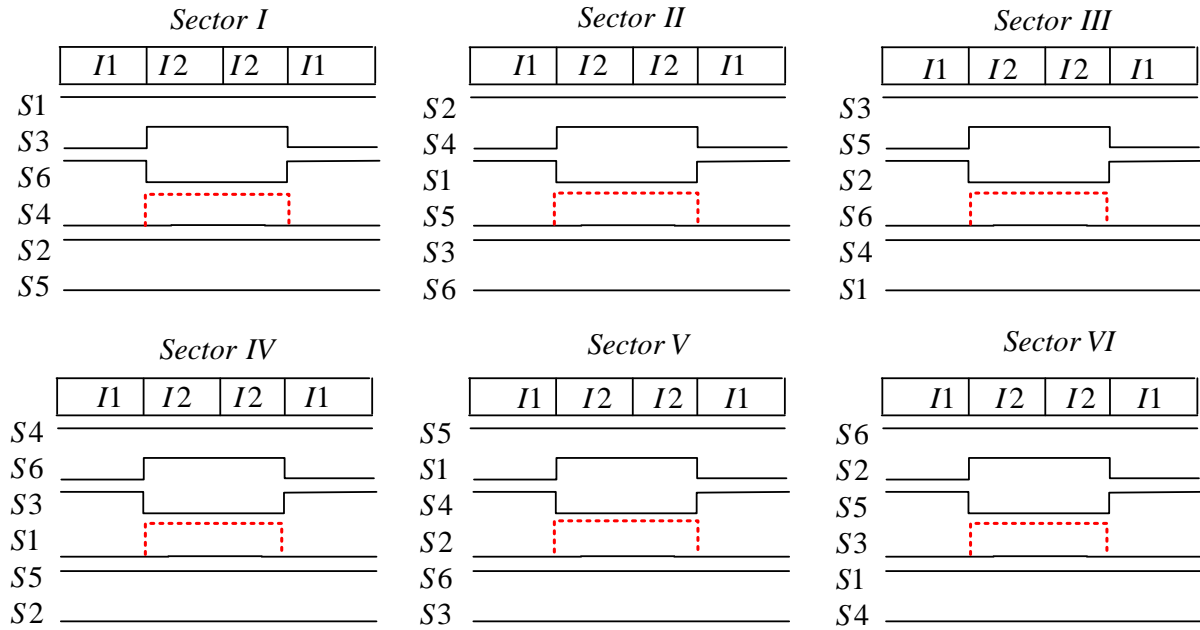 Sector I
I1 I2 I2 I1
S1
S3
S6
S4
S2
S5
Sector II
I1 I2 I2 I1
S2
S4
S1
S5
S3
S6
Sector III
I1 I2 I2 I1
S3
S5
S2
S6
S4
S1
Sector IV
I1 I2 I2 I1
S4
S6
S3
S1
S5
S2
Sector V
I1 I2 I2 I1
S5
S1
S4
S2
S6
S3
Sector VI
I1 I2 I2 I1
S6
S2
S5
S3
S1
S4